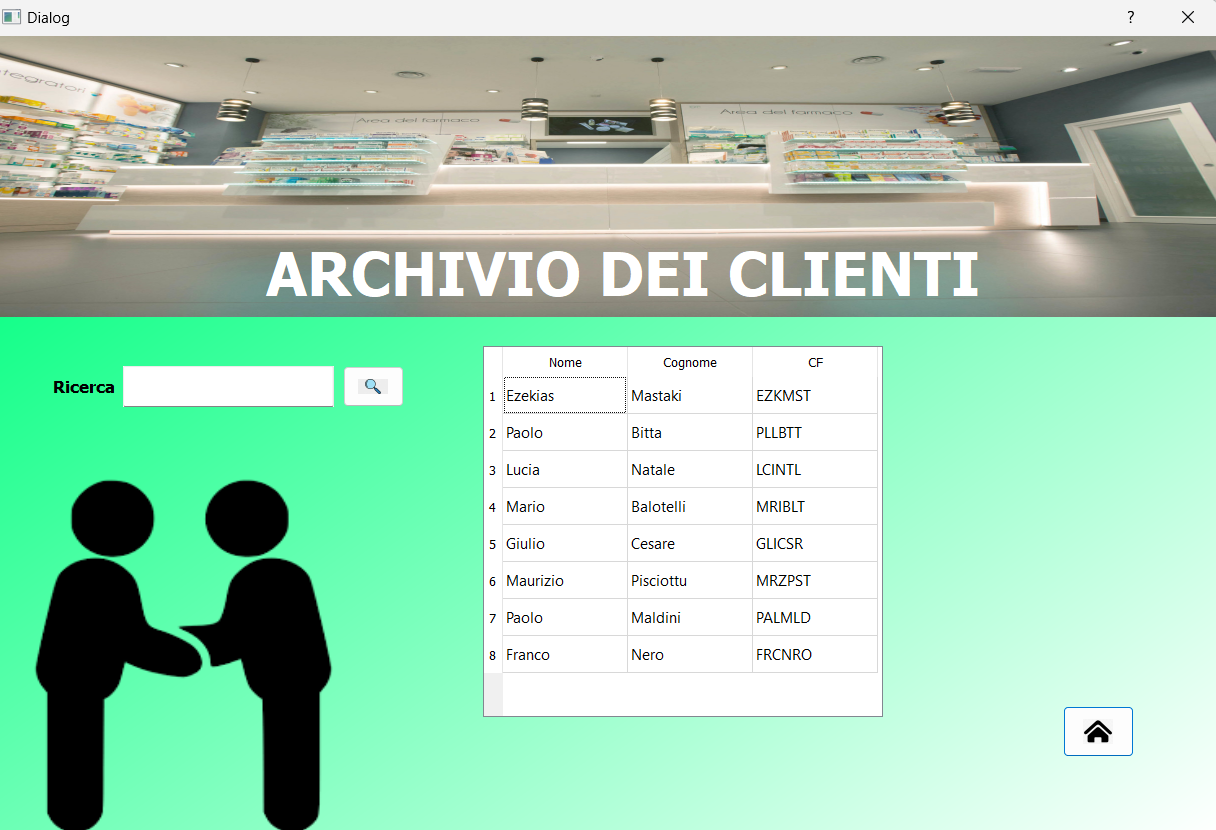 Dialog
?
ntegratori
Area del farmaco
Area del farmaco
ARCHIVIO DEI CLIENTI
Ricerca
Nome Cognome CF
1 Ezekias Mastaki EZKMST
2 Paolo Bitta PLLBTT
3 Lucia Natale LCINTL
4 Mario Balotelli MRIBLT
5 Giulio Cesare GLICSR
6 Maurizio Pisciottu MRZPST
7 Paolo Maldini PALMLD
8 Franco Nero FRCNRO